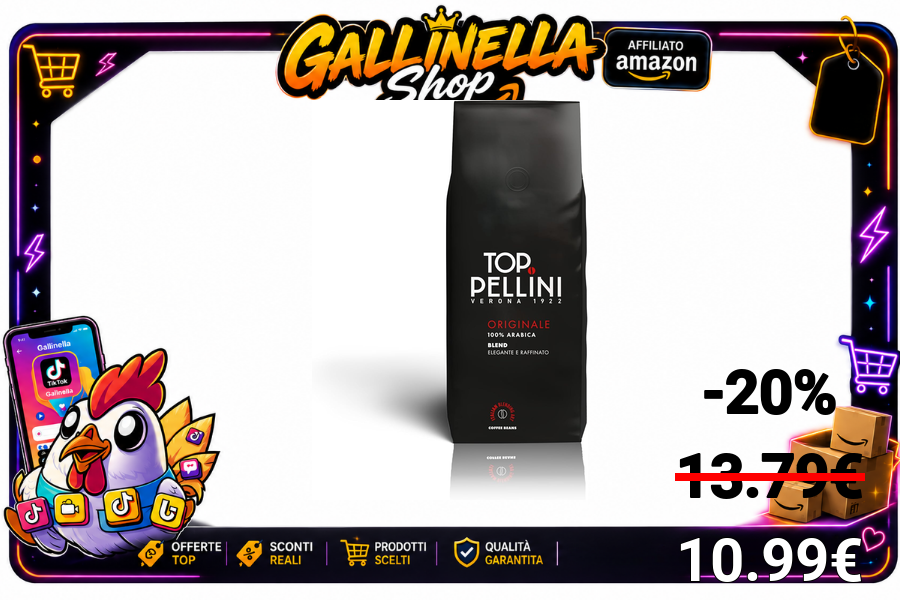 GALLINELLA
Shop
AFFILIATO
amazon
TOP
PELLINI
VERONA 1922
ORIGINALE
100% ARABICA
BLEND
ELEGANTE E RAFFINATO
COFFEE BEANS
Gallinella
TikTok
Gallinella
-20%
13.79€
10.99€
OFFERTE
TOP
SCONTI
REALI
PRODOTTI
SCELTI
QUALITÀ
GARANTITA